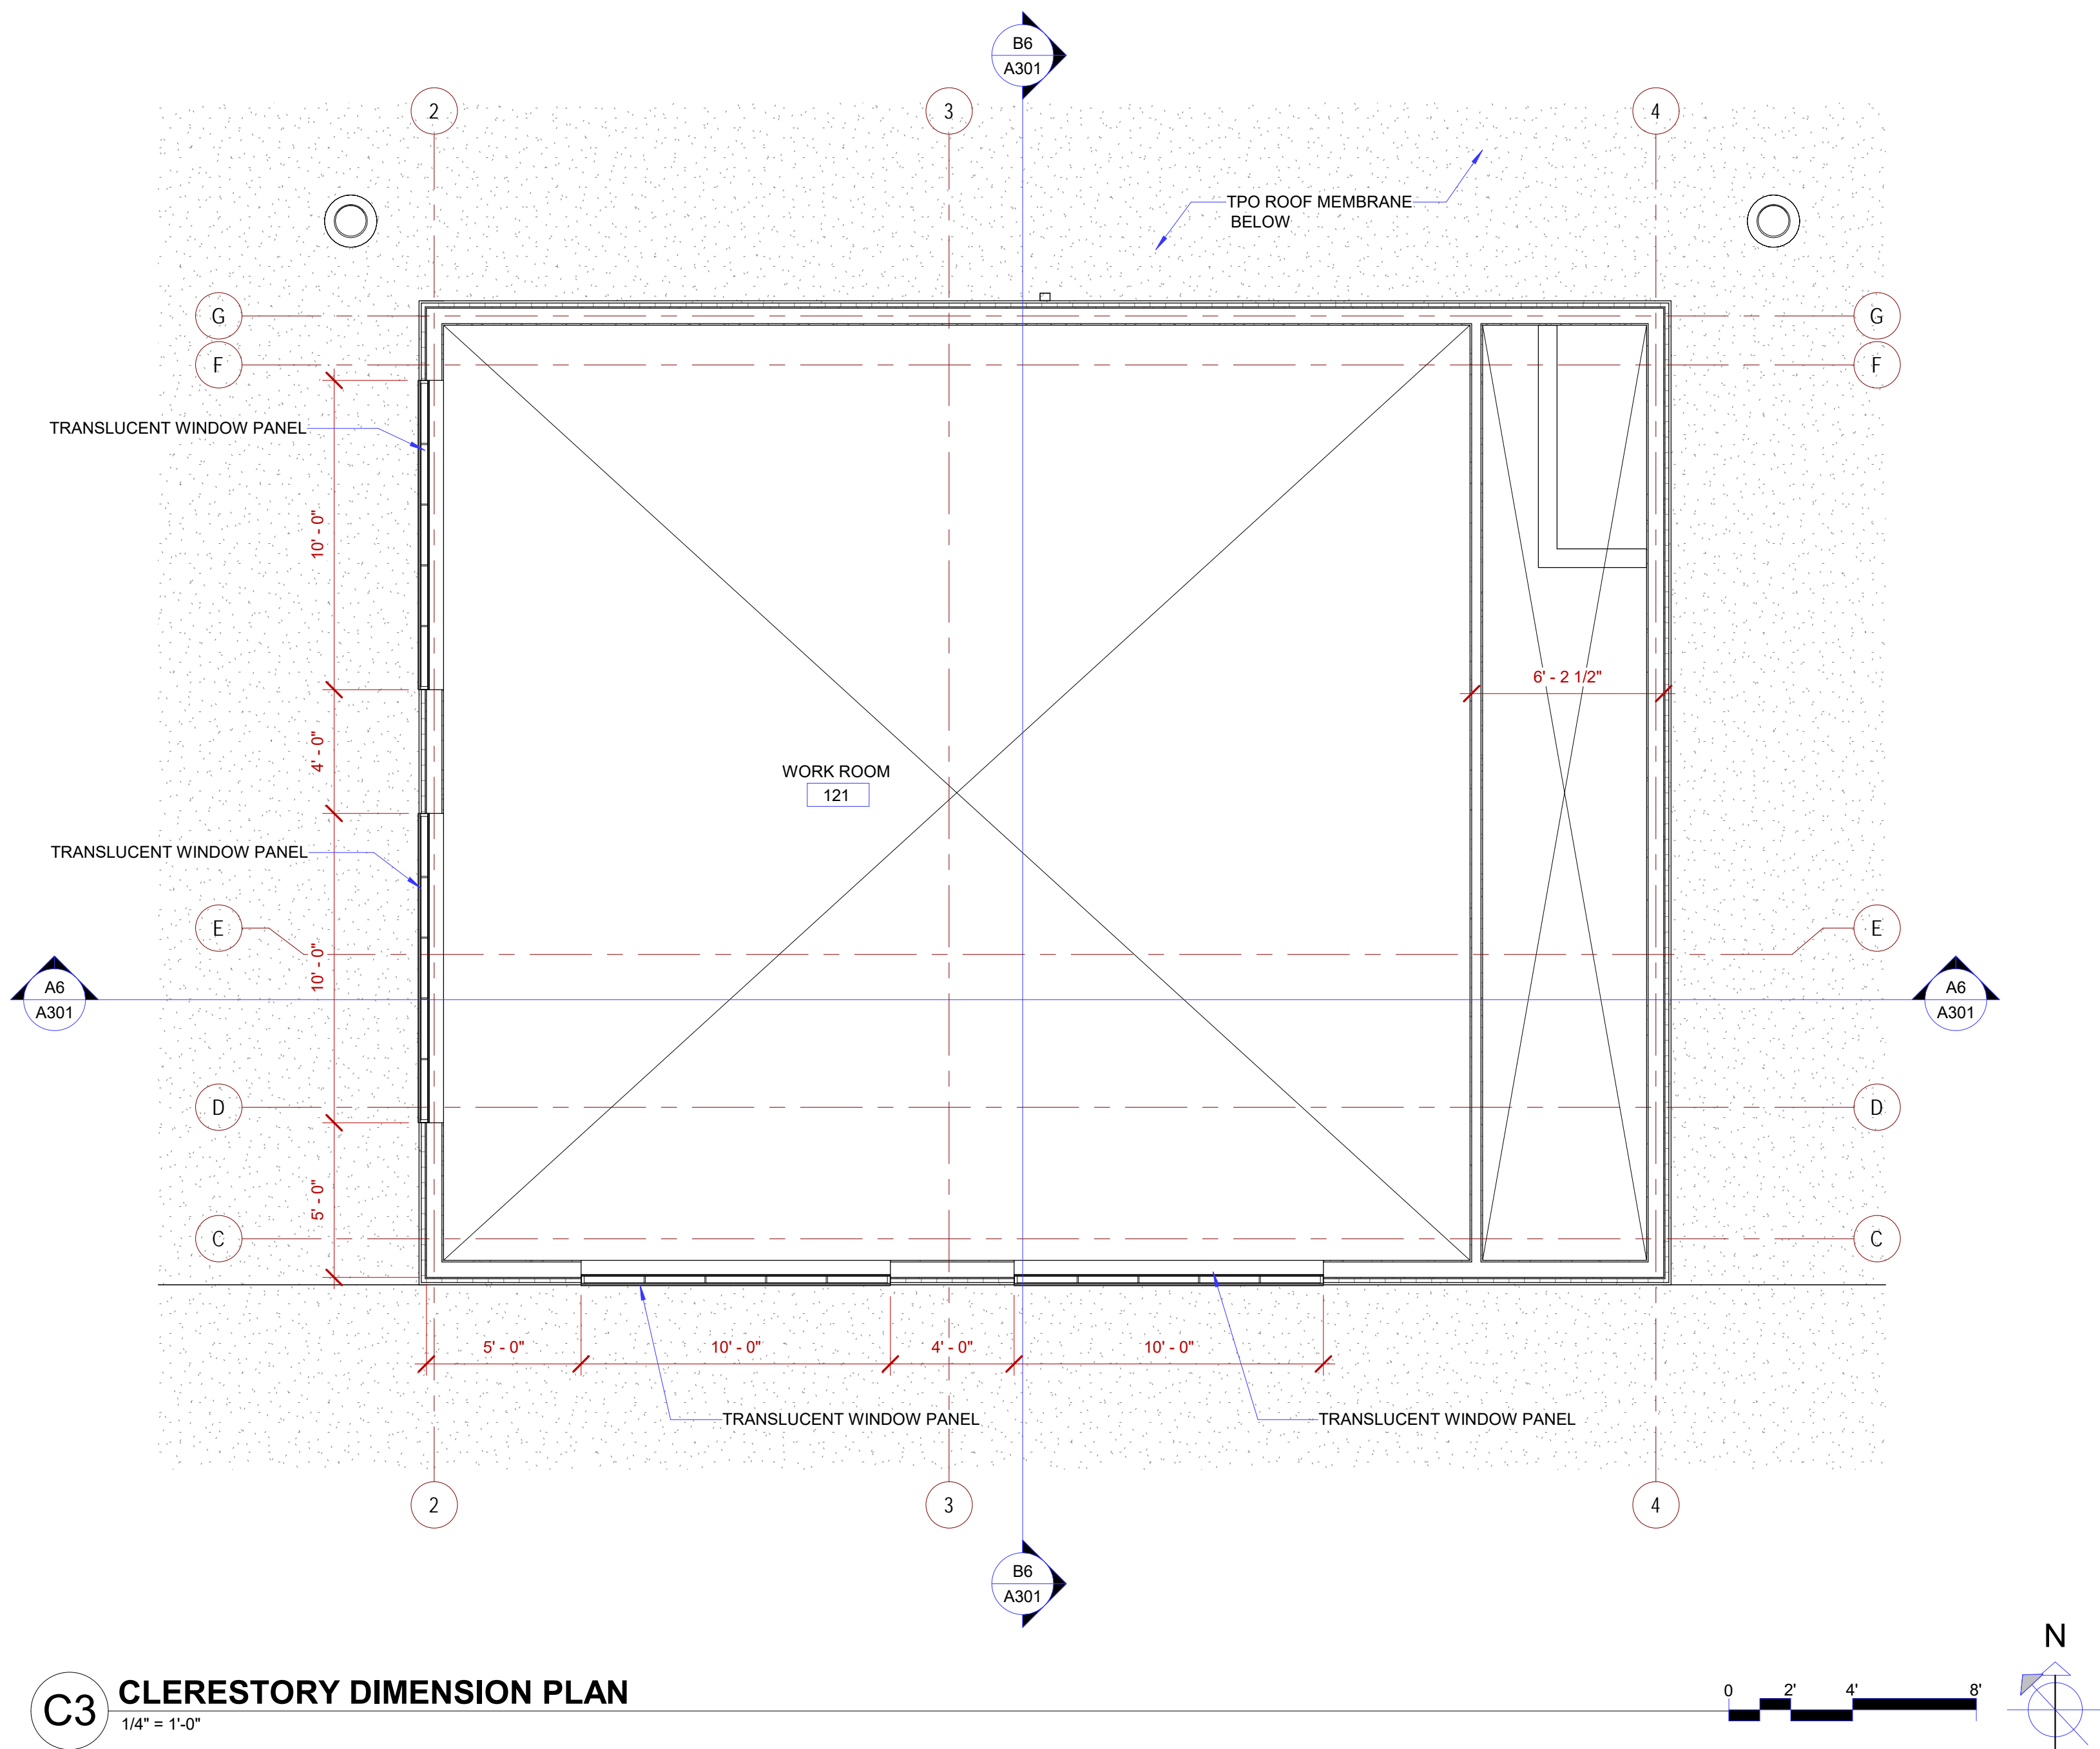 B6
A301
2
3
4
TPO ROOF MEMBRANE
BELOW
G
G
F
F
TRANSLUCENT WINDOW PANEL
10' - 0"
6' - 2 1/2"
4' - 0"
WORK ROOM
121
TRANSLUCENT WINDOW PANEL
E
E
10' - 0"
A6
A301
A6
A301
D
D
5' - 0"
C
C
5' - 0"
10' - 0"
4' - 0"
10' - 0"
TRANSLUCENT WINDOW PANEL
TRANSLUCENT WINDOW PANEL
2
3
4
B6
A301
N
C3
CLERESTORY DIMENSION PLAN
1/4" = 1'-0"
0 2' 4' 8'